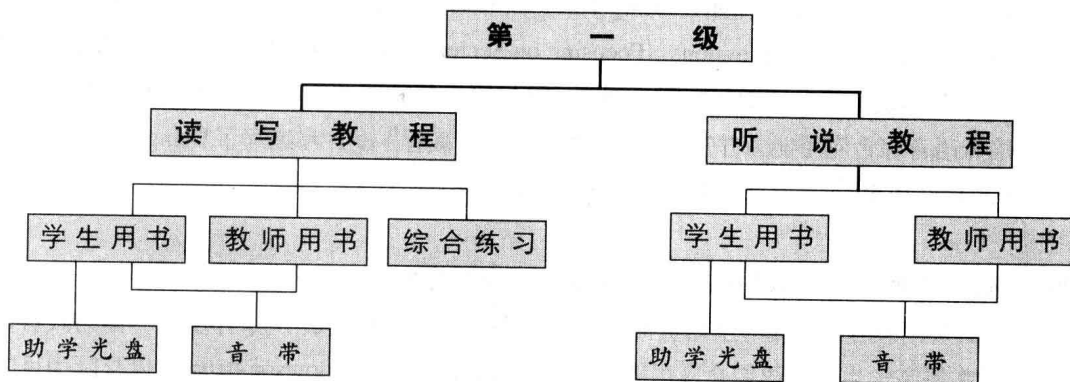 第一级
读写教程 听说教程
学生用书 教师用书 综合练习 学生用书 教师用书
助学光盘 音带 助学光盘 音带